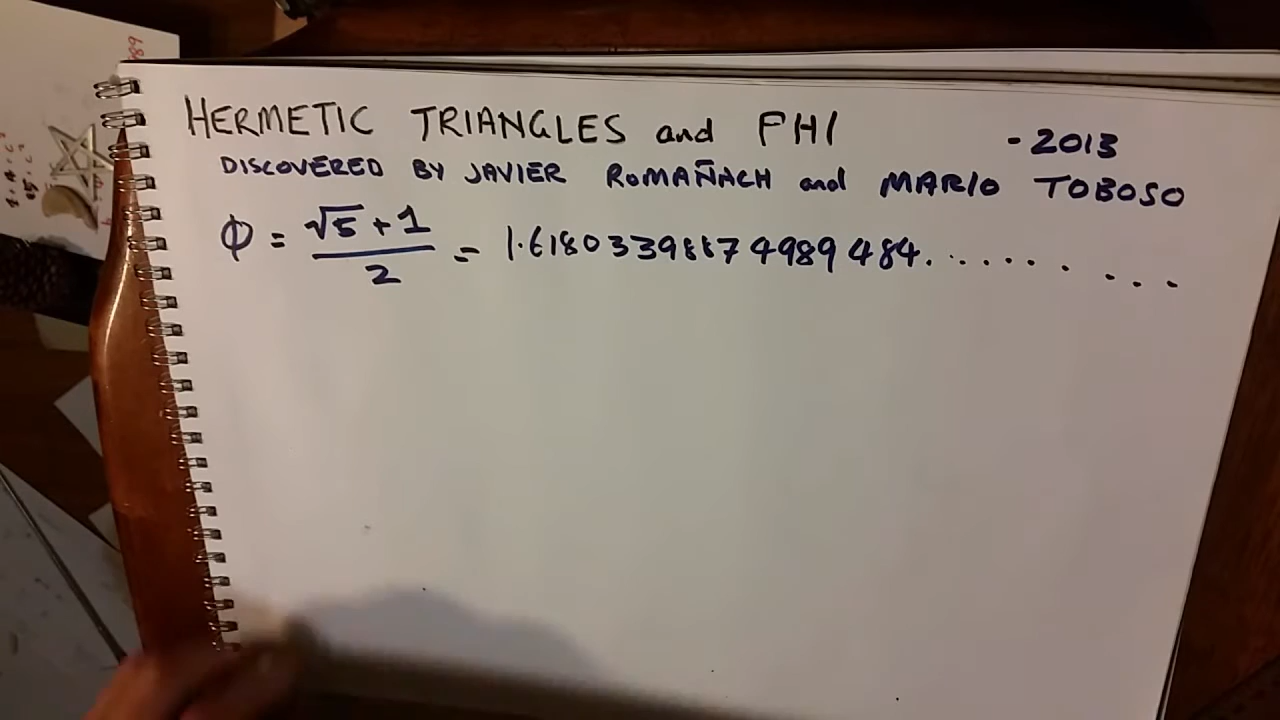 HERMETIC TRIANGLES and PHI - 2013
DISCOVERED BY JAVIER ROMAÑACH and MARIO TOBOSO
Φ = √5 + 1 / 2 = 1.61803398874989484.............